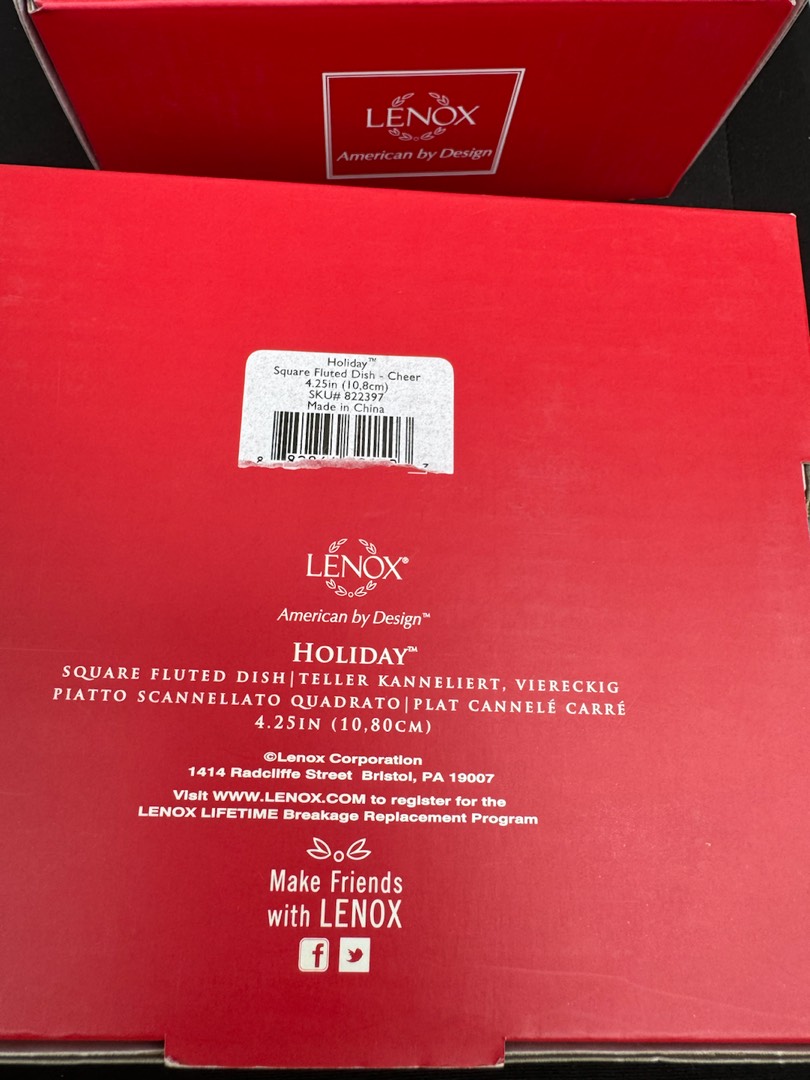 LENOX
American by Design
Holiday™
Square Fluted Dish - Cheer
4.25in (10,8cm)
SKU# 822397
Made in China
LENOX®
American by Design™
HOLIDAY™
SQUARE FLUTED DISH|TELLER KANNELIERT, VIERECKIG
PIATTO SCANNELLATO QUADRATO|PLAT CANNELÉ CARRÉ
4.25IN (10,80CM)
©Lenox Corporation
1414 Radcliffe Street Bristol, PA 19007
Visit WWW.LENOX.COM to register for the
LENOX LIFETIME Breakage Replacement Program
Make Friends
with LENOX
f